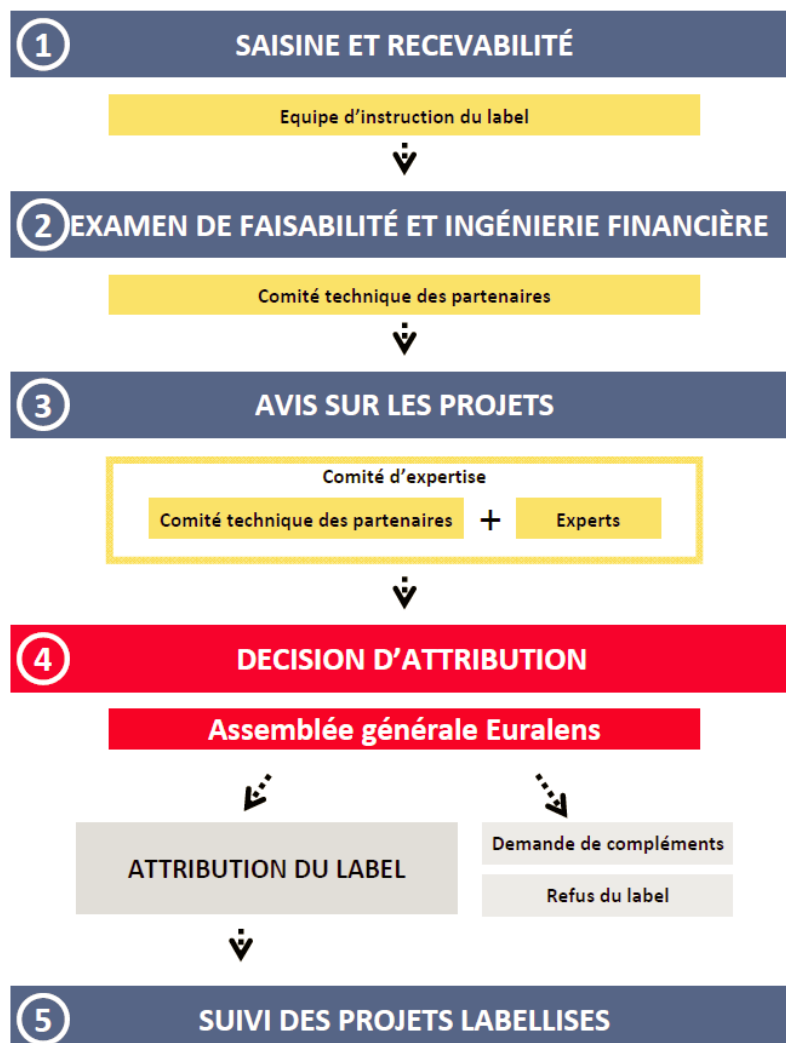 1 SAISINE ET RECEVABILITÉ
Equipe d'instruction du label
2 EXAMEN DE FAISABILITÉ ET INGÉNIERIE FINANCIÈRE
Comité technique des partenaires
3 AVIS SUR LES PROJETS
Comité d'expertise
Comité technique des partenaires + Experts
4 DECISION D'ATTRIBUTION
Assemblée générale Euralens
ATTRIBUTION DU LABEL
Demande de compléments
Refus du label
5 SUIVI DES PROJETS LABELLISES